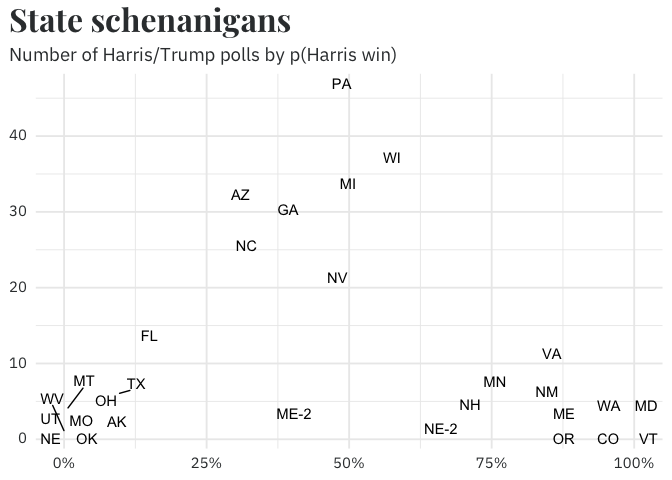 State schenanigans
Number of Harris/Trump polls by p(Harris win)
PA
40
WI
MI
AZ
30
GA
NC
20
NV
FL
10
VA
MT
TX
MN
NM
WV
OH
NH
WA
MD
UT
MO
AK
ME-2
ME
NE-2
0
NE
OK
OR
CO
VT
0%
25%
50%
75%
100%